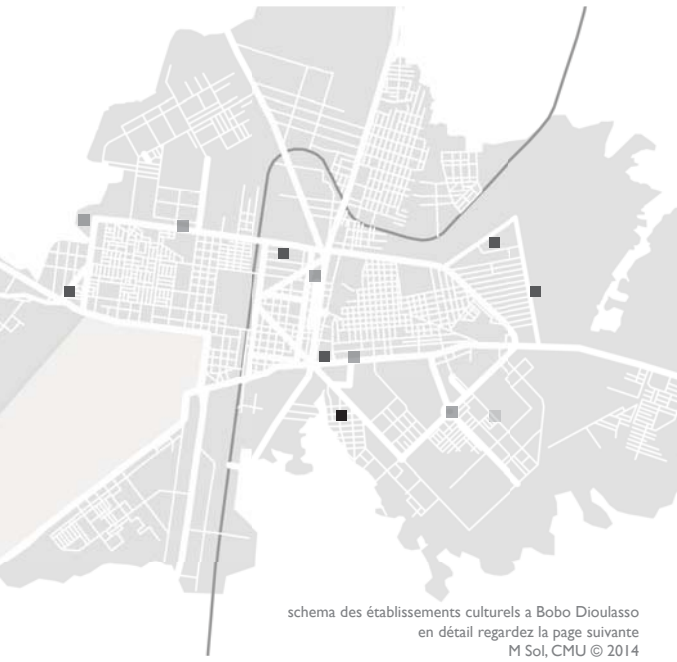 schema des établissements culturels a Bobo Dioulasso
en détail regardez la page suivante
M Sol, CMU © 2014